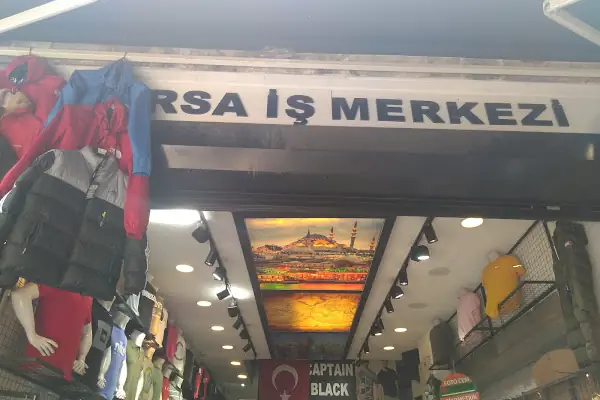 RSA İŞ MERKEZİ
CAPTAIN
BLACK